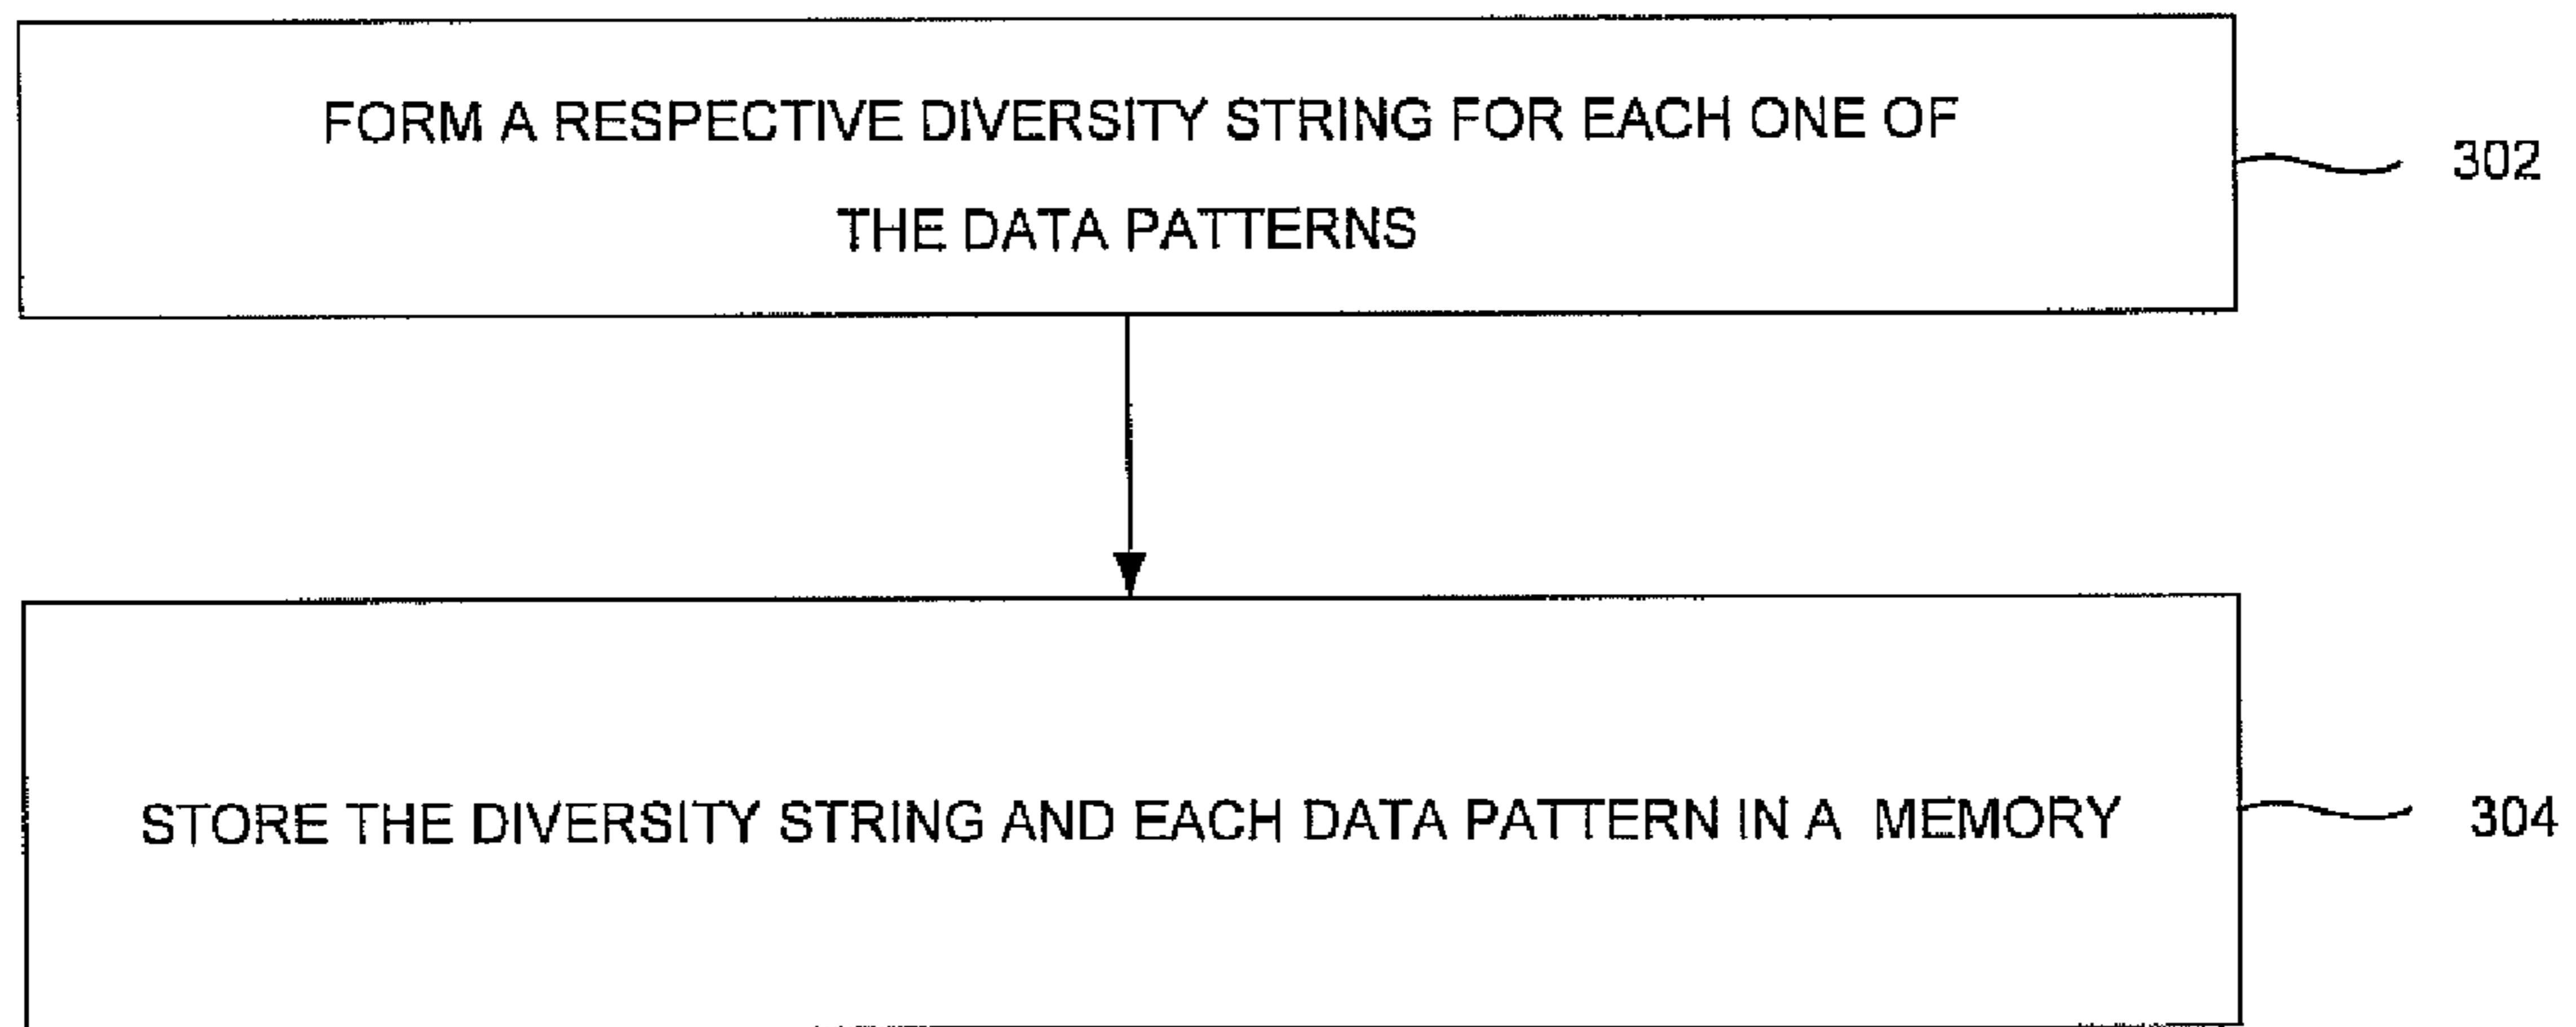 FORM A RESPECTIVE DIVERSITY STRING FOR EACH ONE OF
THE DATA PATTERNS
302
STORE THE DIVERSITY STRING AND EACH DATA PATTERN IN A MEMORY
304